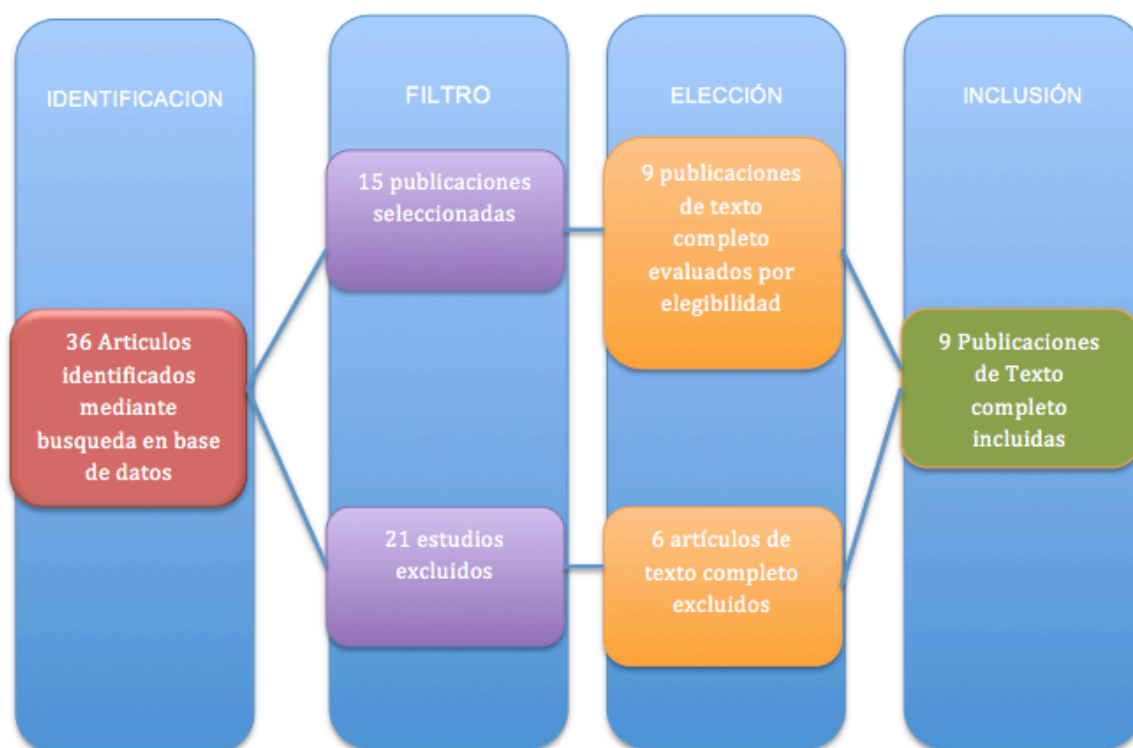 IDENTIFICACION
36 Articulos
identificados
mediante
busqueda en base
de datos
FILTRO
15 publicaciones
seleccionadas
21 estudios
excluidos
ELECCIÓN
9 publicaciones
de texto
completo
evaluados por
elegibilidad
6 artículos de
texto completo
excluidos
INCLUSIÓN
9 Publicaciones
de Texto
completo
incluidas